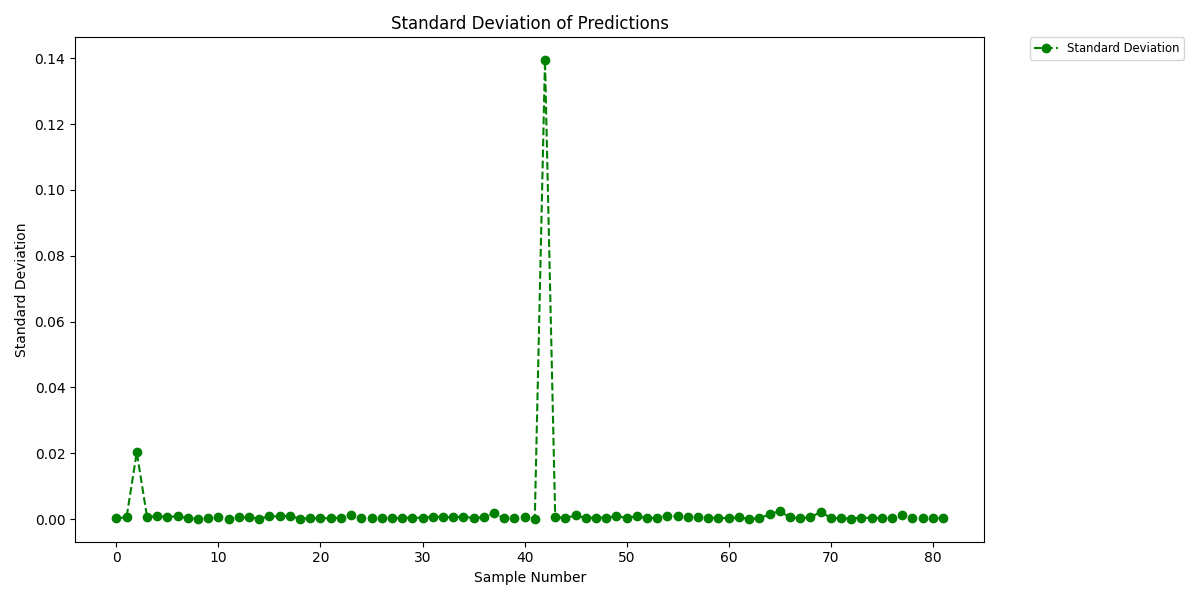 Standard Deviation of Predictions
Standard Deviation
0.14
0.12
0.10
0.08
0.06
0.04
0.02
0.00
Standard Deviation
0 10 20 30 40 50 60 70 80
Sample Number